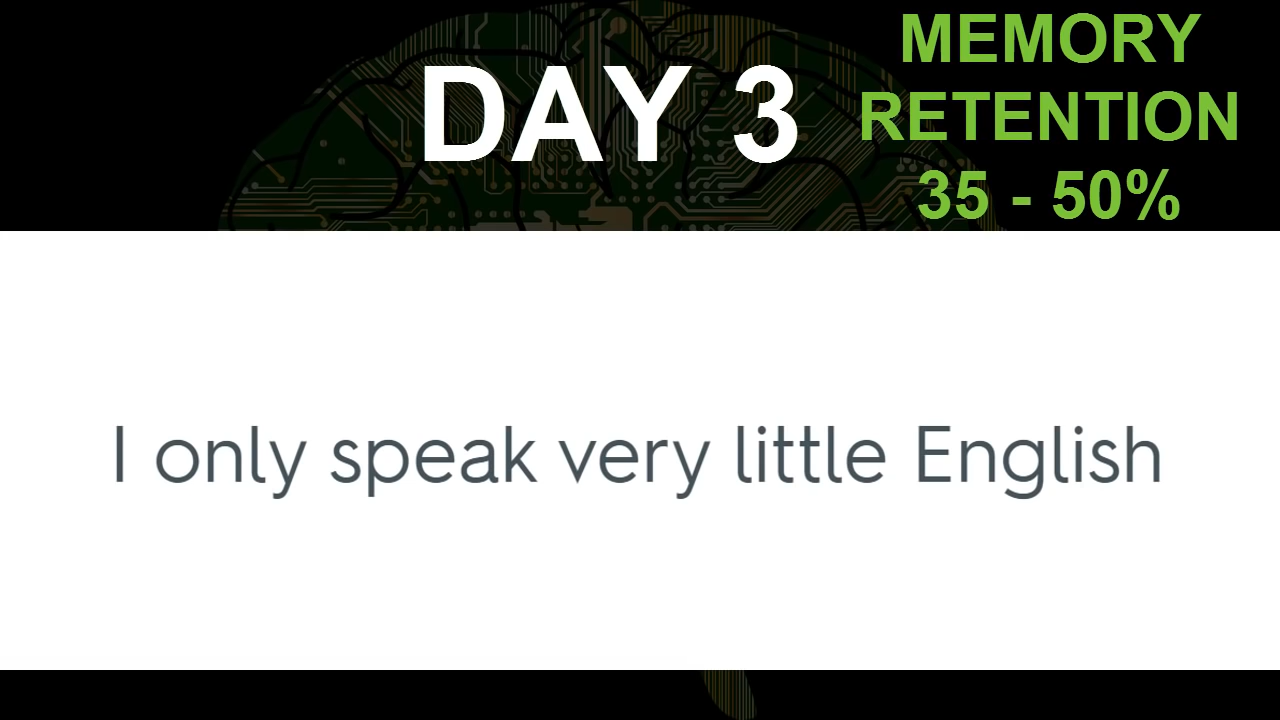 DAY 3
MEMORY
RETENTION
35 - 50%
I only speak very little English